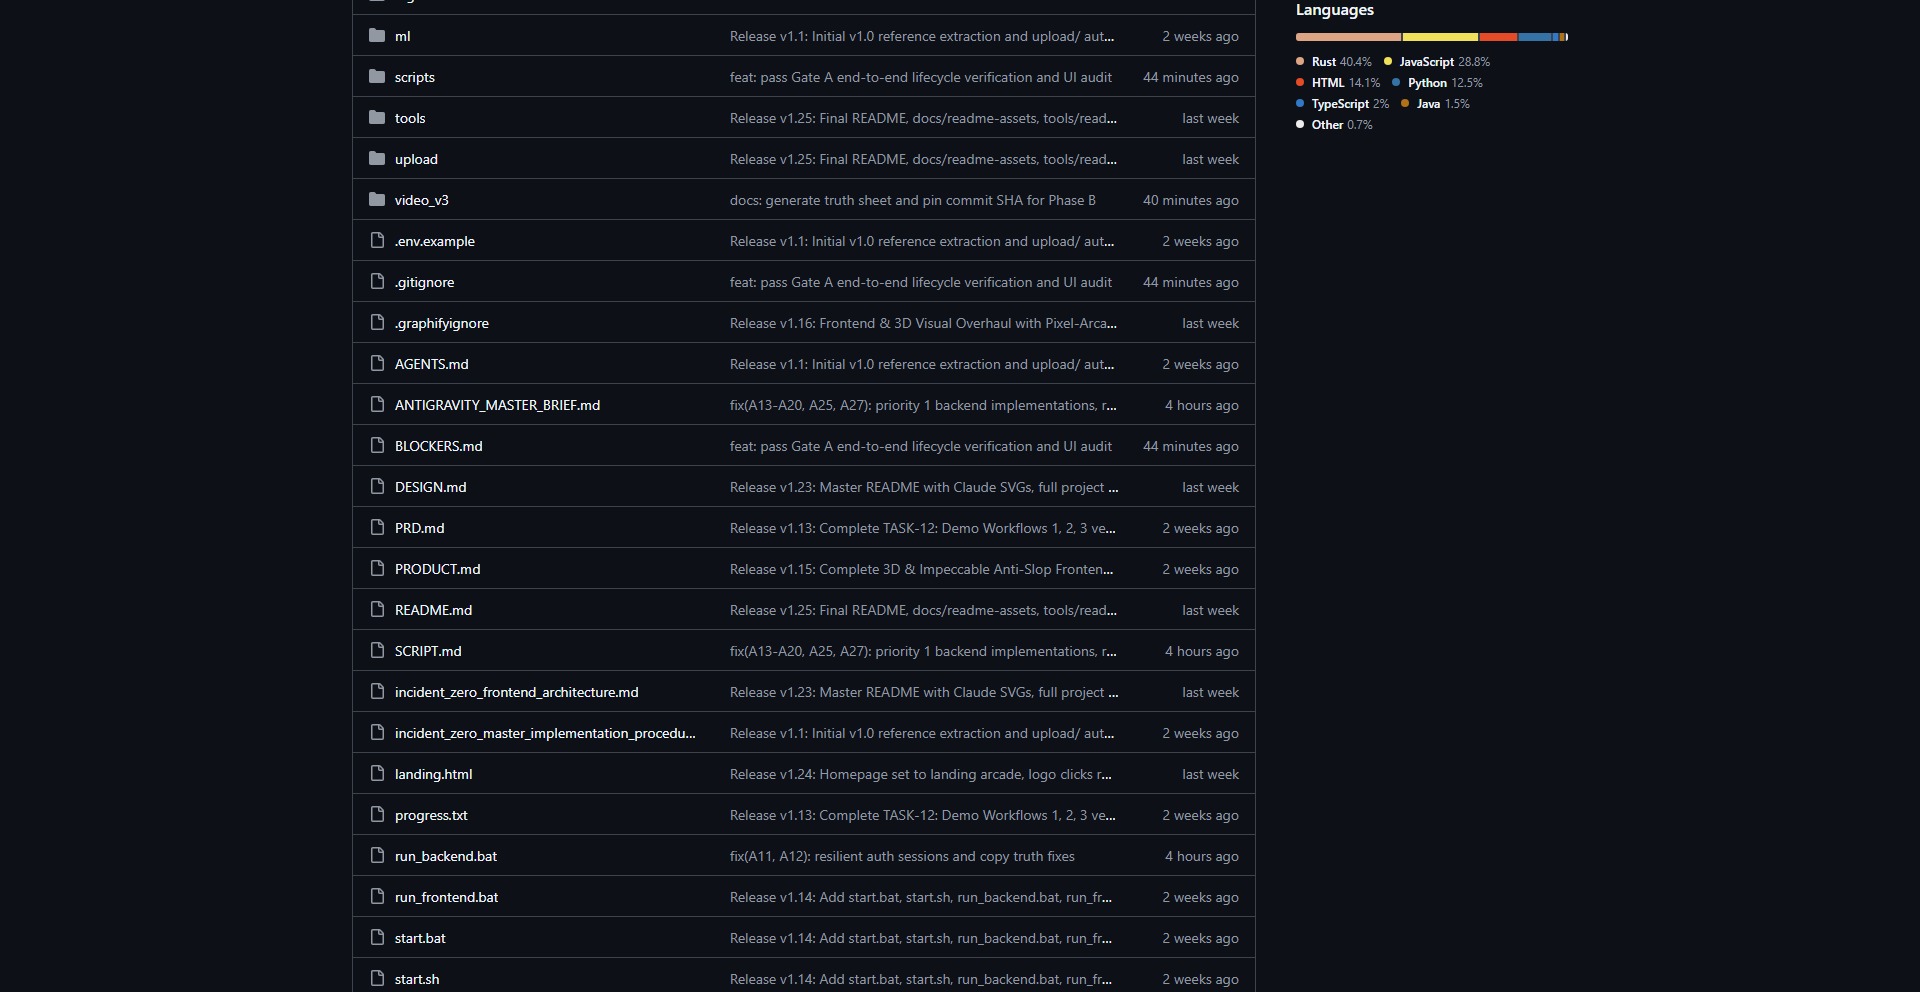 ml Release v1.1: Initial v1.0 reference extraction and upload/ aut... 2 weeks ago
scripts feat: pass Gate A end-to-end lifecycle verification and UI audit 44 minutes ago
tools Release v1.25: Final README, docs/readme-assets, tools/read... last week
upload Release v1.25: Final README, docs/readme-assets, tools/read... last week
video_v3 docs: generate truth sheet and pin commit SHA for Phase B 40 minutes ago
.env.example Release v1.1: Initial v1.0 reference extraction and upload/ aut... 2 weeks ago
.gitignore feat: pass Gate A end-to-end lifecycle verification and UI audit 44 minutes ago
.graphifyignore Release v1.16: Frontend & 3D Visual Overhaul with Pixel-Arca... last week
AGENTS.md Release v1.1: Initial v1.0 reference extraction and upload/ aut... 2 weeks ago
ANTIGRAVITY_MASTER_BRIEF.md fix(A13-A20, A25, A27): priority 1 backend implementations, r... 4 hours ago
BLOCKERS.md feat: pass Gate A end-to-end lifecycle verification and UI audit 44 minutes ago
DESIGN.md Release v1.23: Master README with Claude SVGs, full project ... last week
PRD.md Release v1.13: Complete TASK-12: Demo Workflows 1, 2, 3 ve... 2 weeks ago
PRODUCT.md Release v1.15: Complete 3D & Impeccable Anti-Slop Fronten... 2 weeks ago
README.md Release v1.25: Final README, docs/readme-assets, tools/read... last week
SCRIPT.md fix(A13-A20, A25, A27): priority 1 backend implementations, r... 4 hours ago
incident_zero_frontend_architecture.md Release v1.23: Master README with Claude SVGs, full project ... last week
incident_zero_master_implementation_procedu... Release v1.1: Initial v1.0 reference extraction and upload/ aut... 2 weeks ago
landing.html Release v1.24: Homepage set to landing arcade, logo clicks r... last week
progress.txt Release v1.13: Complete TASK-12: Demo Workflows 1, 2, 3 ve... 2 weeks ago
run_backend.bat fix(A11, A12): resilient auth sessions and copy truth fixes 4 hours ago
run_frontend.bat Release v1.14: Add start.bat, start.sh, run_backend.bat, run_fr... 2 weeks ago
start.bat Release v1.14: Add start.bat, start.sh, run_backend.bat, run_fr... 2 weeks ago
start.sh Release v1.14: Add start.bat, start.sh, run_backend.bat, run_fr... 2 weeks ago
Languages
Rust 40.4% JavaScript 28.8%
HTML 14.1% Python 12.5%
TypeScript 2% Java 1.5%
Other 0.7%